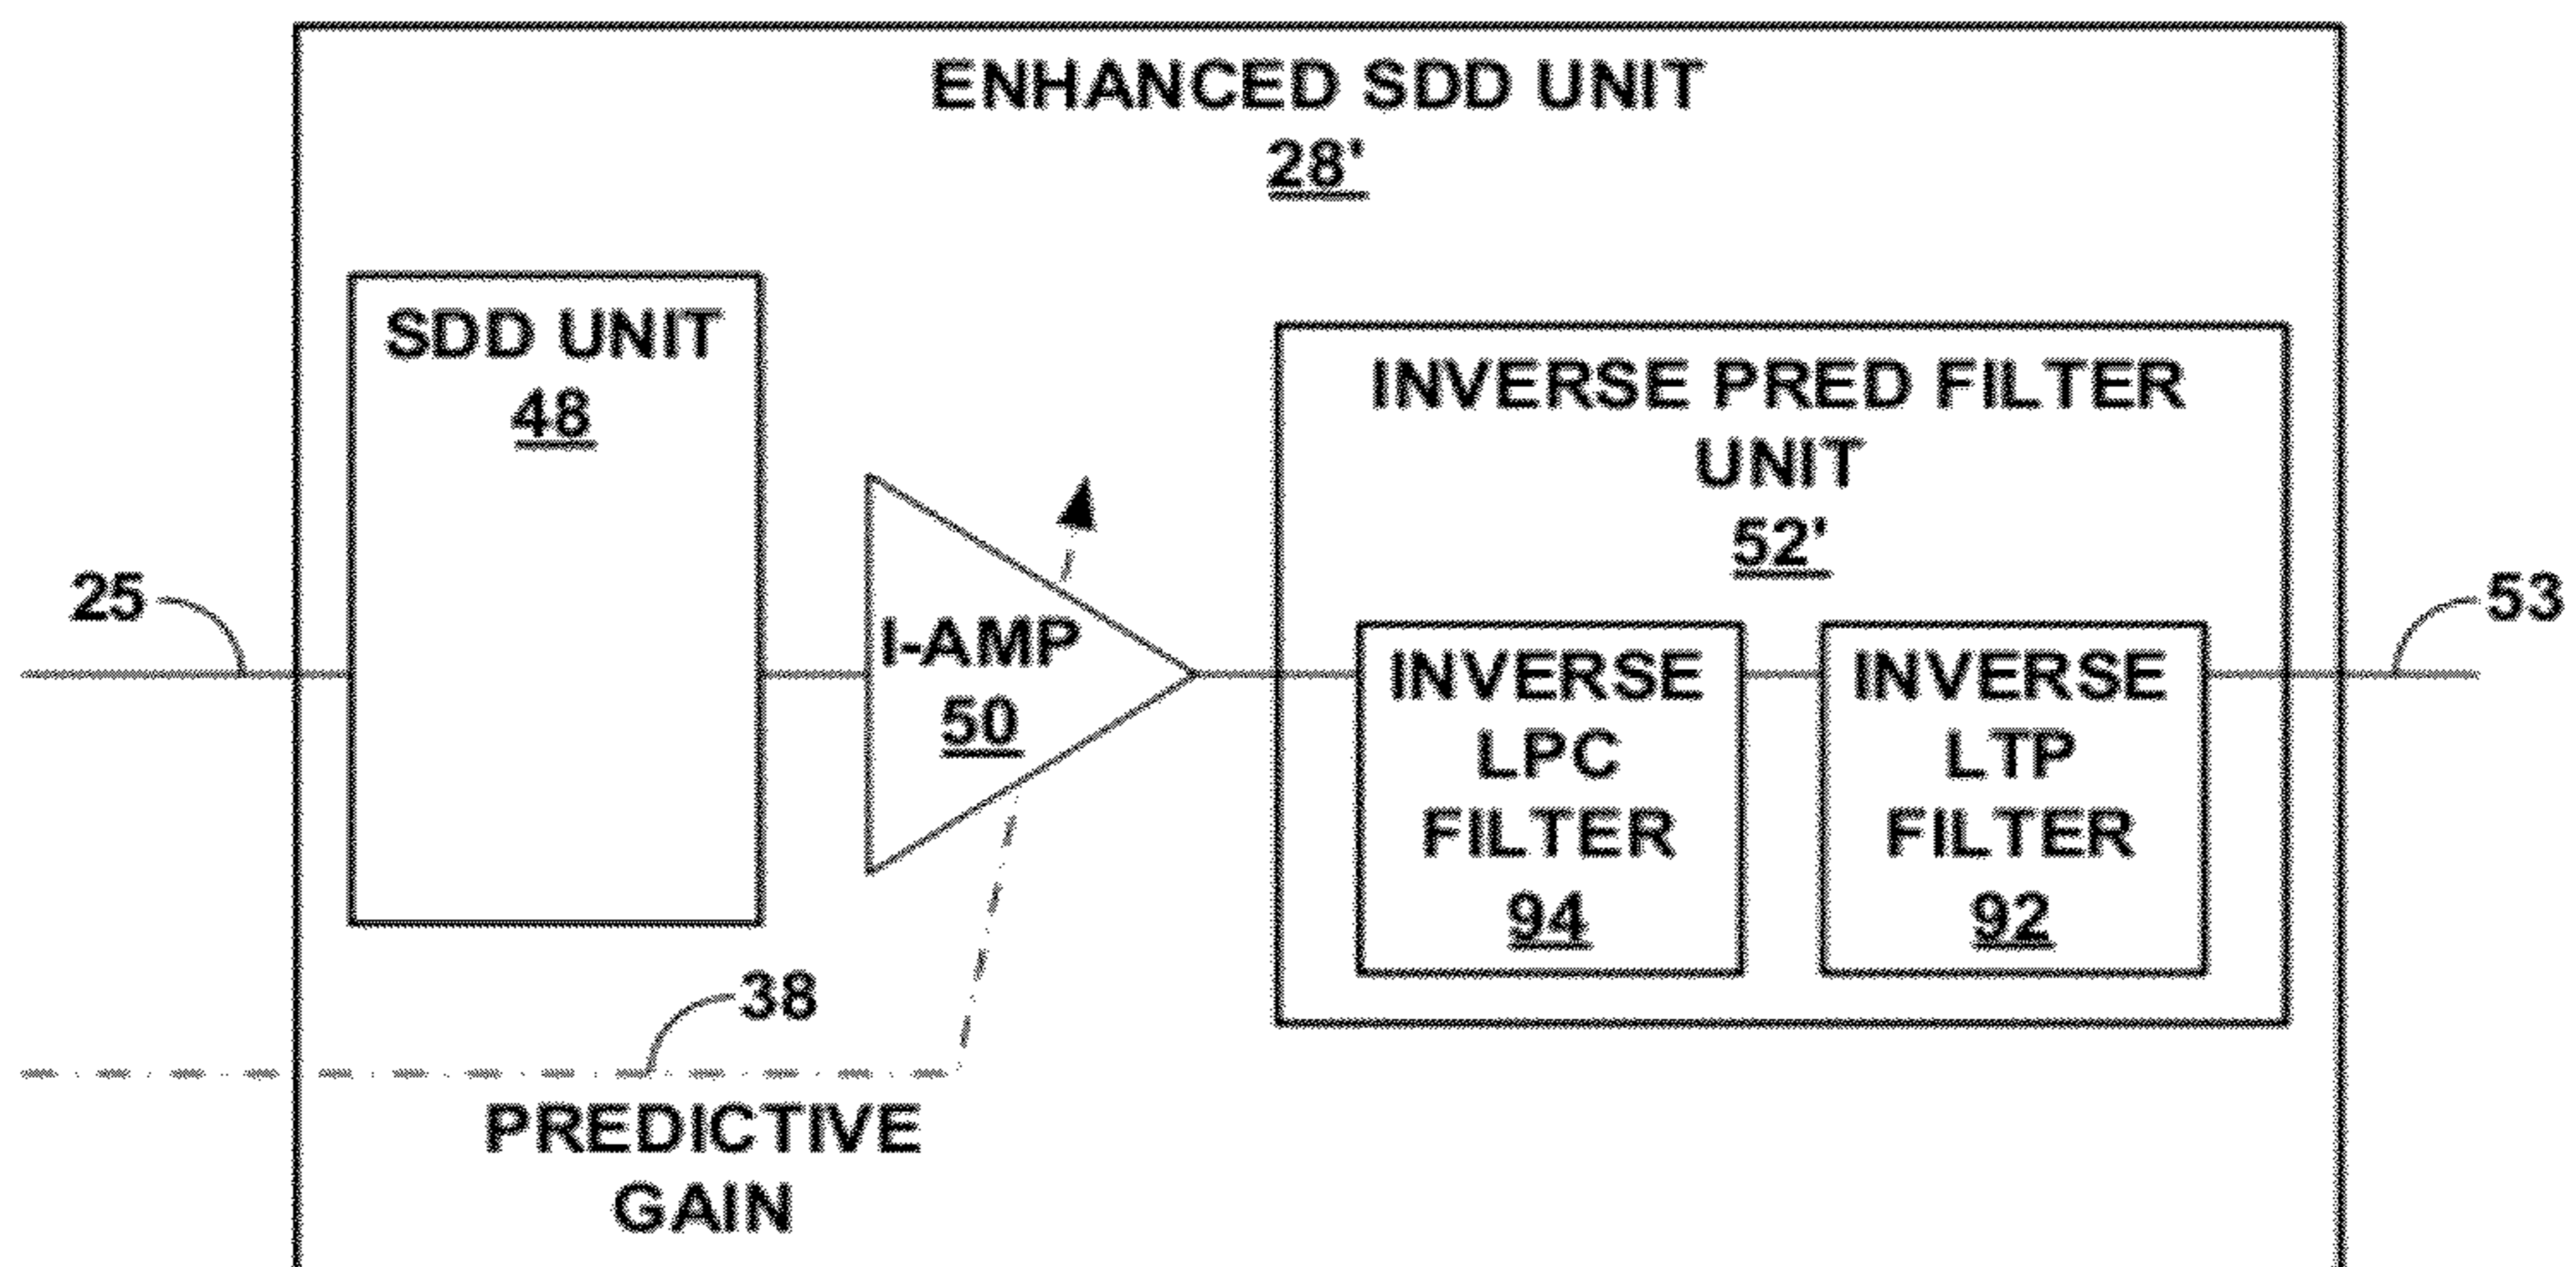 ENHANCED SDD UNIT
28'
SDD UNIT
48
INVERSE PRED FILTER
UNIT
52'
25
I-AMP
50
INVERSE
LPC
FILTER
94
INVERSE
LTP
FILTER
92
53
38
PREDICTIVE
GAIN